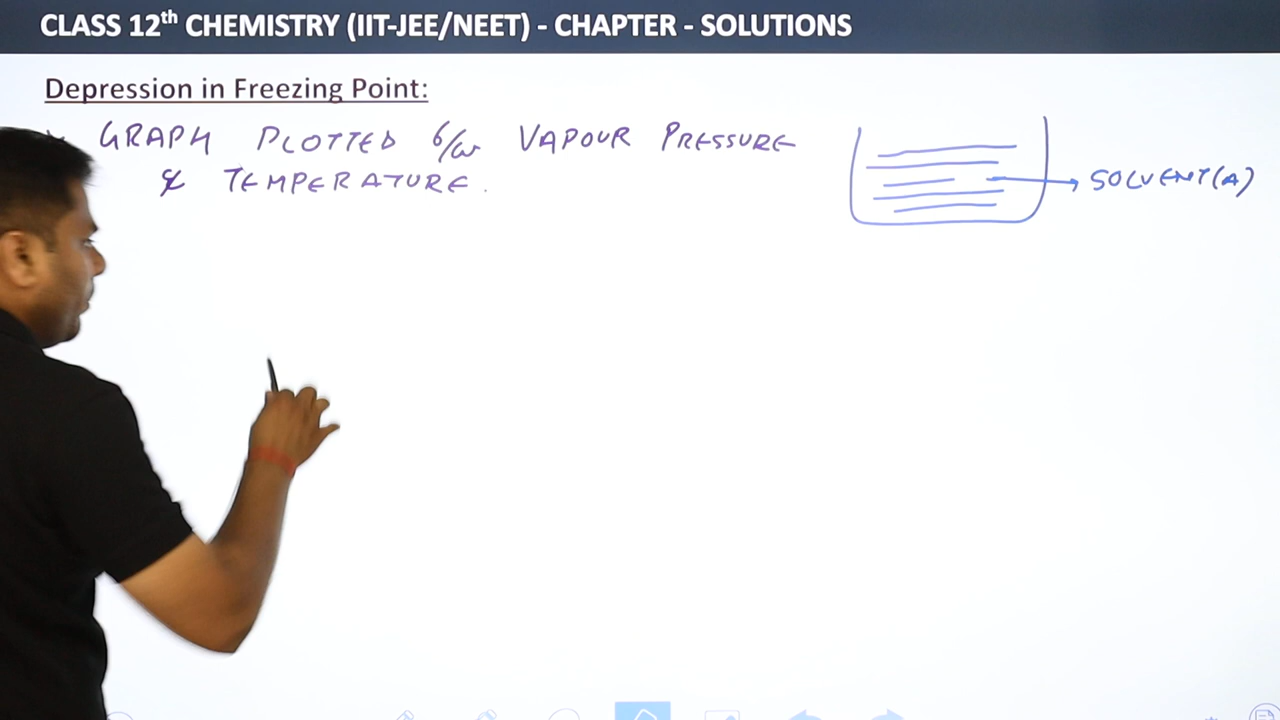 CLASS 12th CHEMISTRY (IIT-JEE/NEET) - CHAPTER - SOLUTIONS
Depression in Freezing Point:
GRAPH PLOTTED b/w VAPOUR PRESSURE
& TEMPERATURE.
SOLVENT(A)